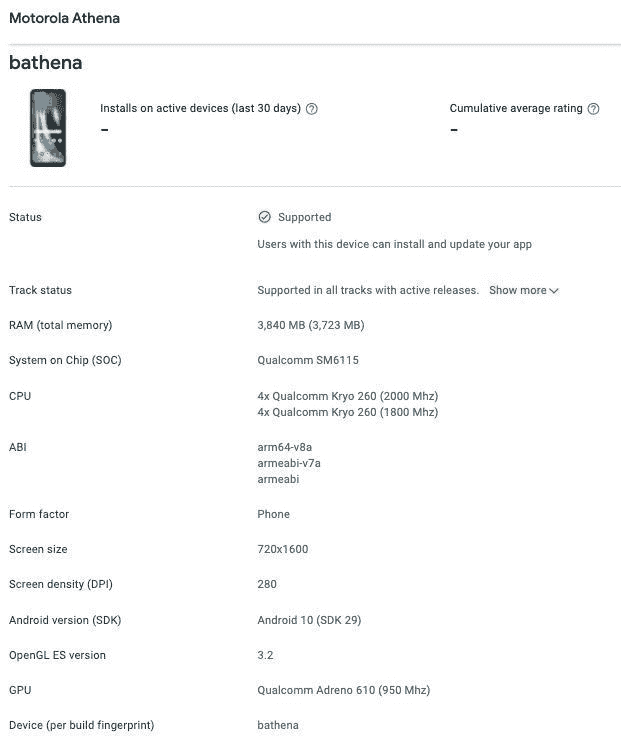 Motorola Athena
bathena
Installs on active devices (last 30 days)
Cumulative average rating
–
–
Status
Supported
Users with this device can install and update your app
Track status
Supported in all tracks with active releases. Show more
RAM (total memory)
3,840 MB (3,723 MB)
System on Chip (SOC)
Qualcomm SM6115
CPU
4x Qualcomm Kryo 260 (2000 Mhz)
4x Qualcomm Kryo 260 (1800 Mhz)
ABI
arm64-v8a
armeabi-v7a
armeabi
Form factor
Phone
Screen size
720x1600
Screen density (DPI)
280
Android version (SDK)
Android 10 (SDK 29)
OpenGL ES version
3.2
GPU
Qualcomm Adreno 610 (950 Mhz)
Device (per build fingerprint)
bathena